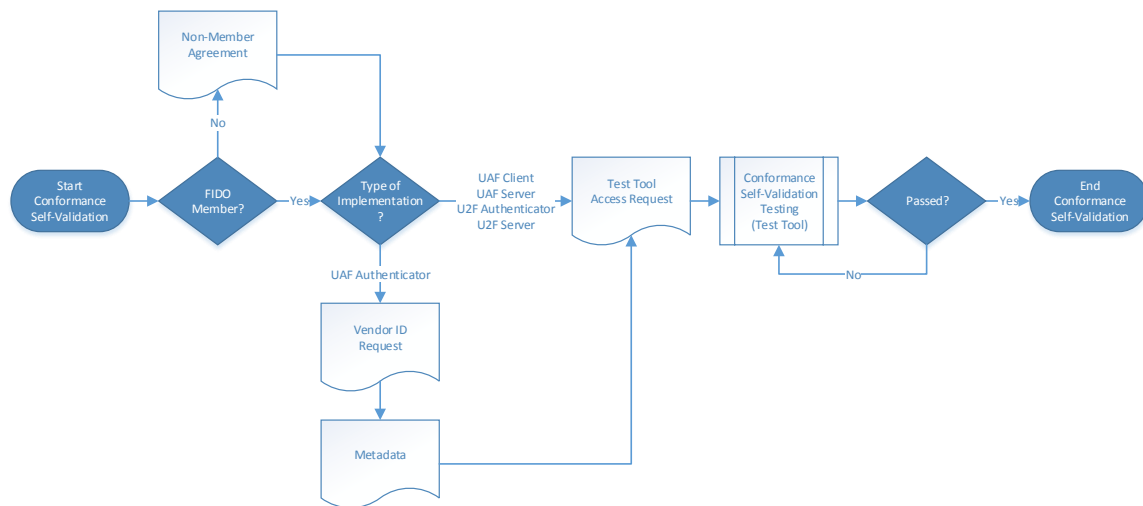 Non-Member
Agreement
No
Start
Conformance
Self-Validation
FIDO
Member?
Yes
Type of
Implementation
?
UAF Client
UAF Server
U2F Authenticator
U2F Server
Test Tool
Access Request
Conformance
Self-Validation
Testing
(Test Tool)
Passed?
Yes
End
Conformance
Self-Validation
No
UAF Authenticator
Vendor ID
Request
Metadata